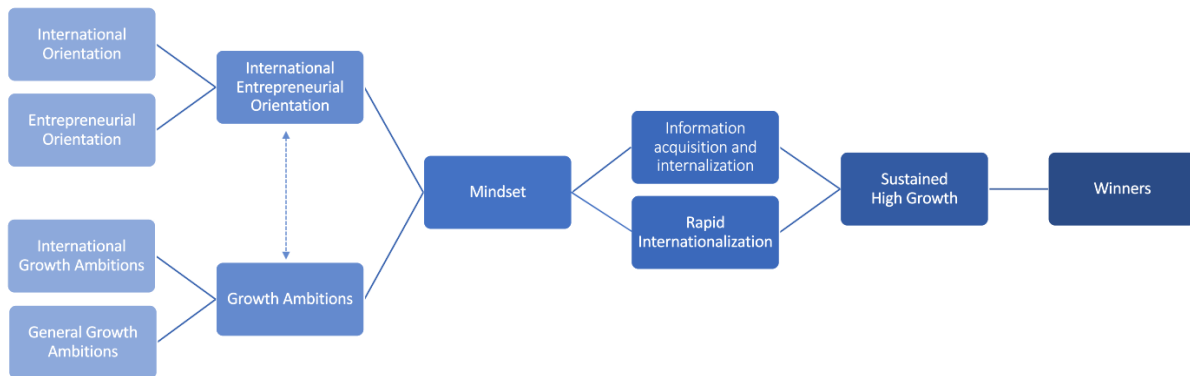 International
Orientation
Entrepreneurial
Orientation
International
Entrepreneurial
Orientation
International
Growth Ambitions
General Growth
Ambitions
Growth Ambitions
Mindset
Information
acquisition and
internalization
Rapid
Internationalization
Sustained
High Growth
Winners